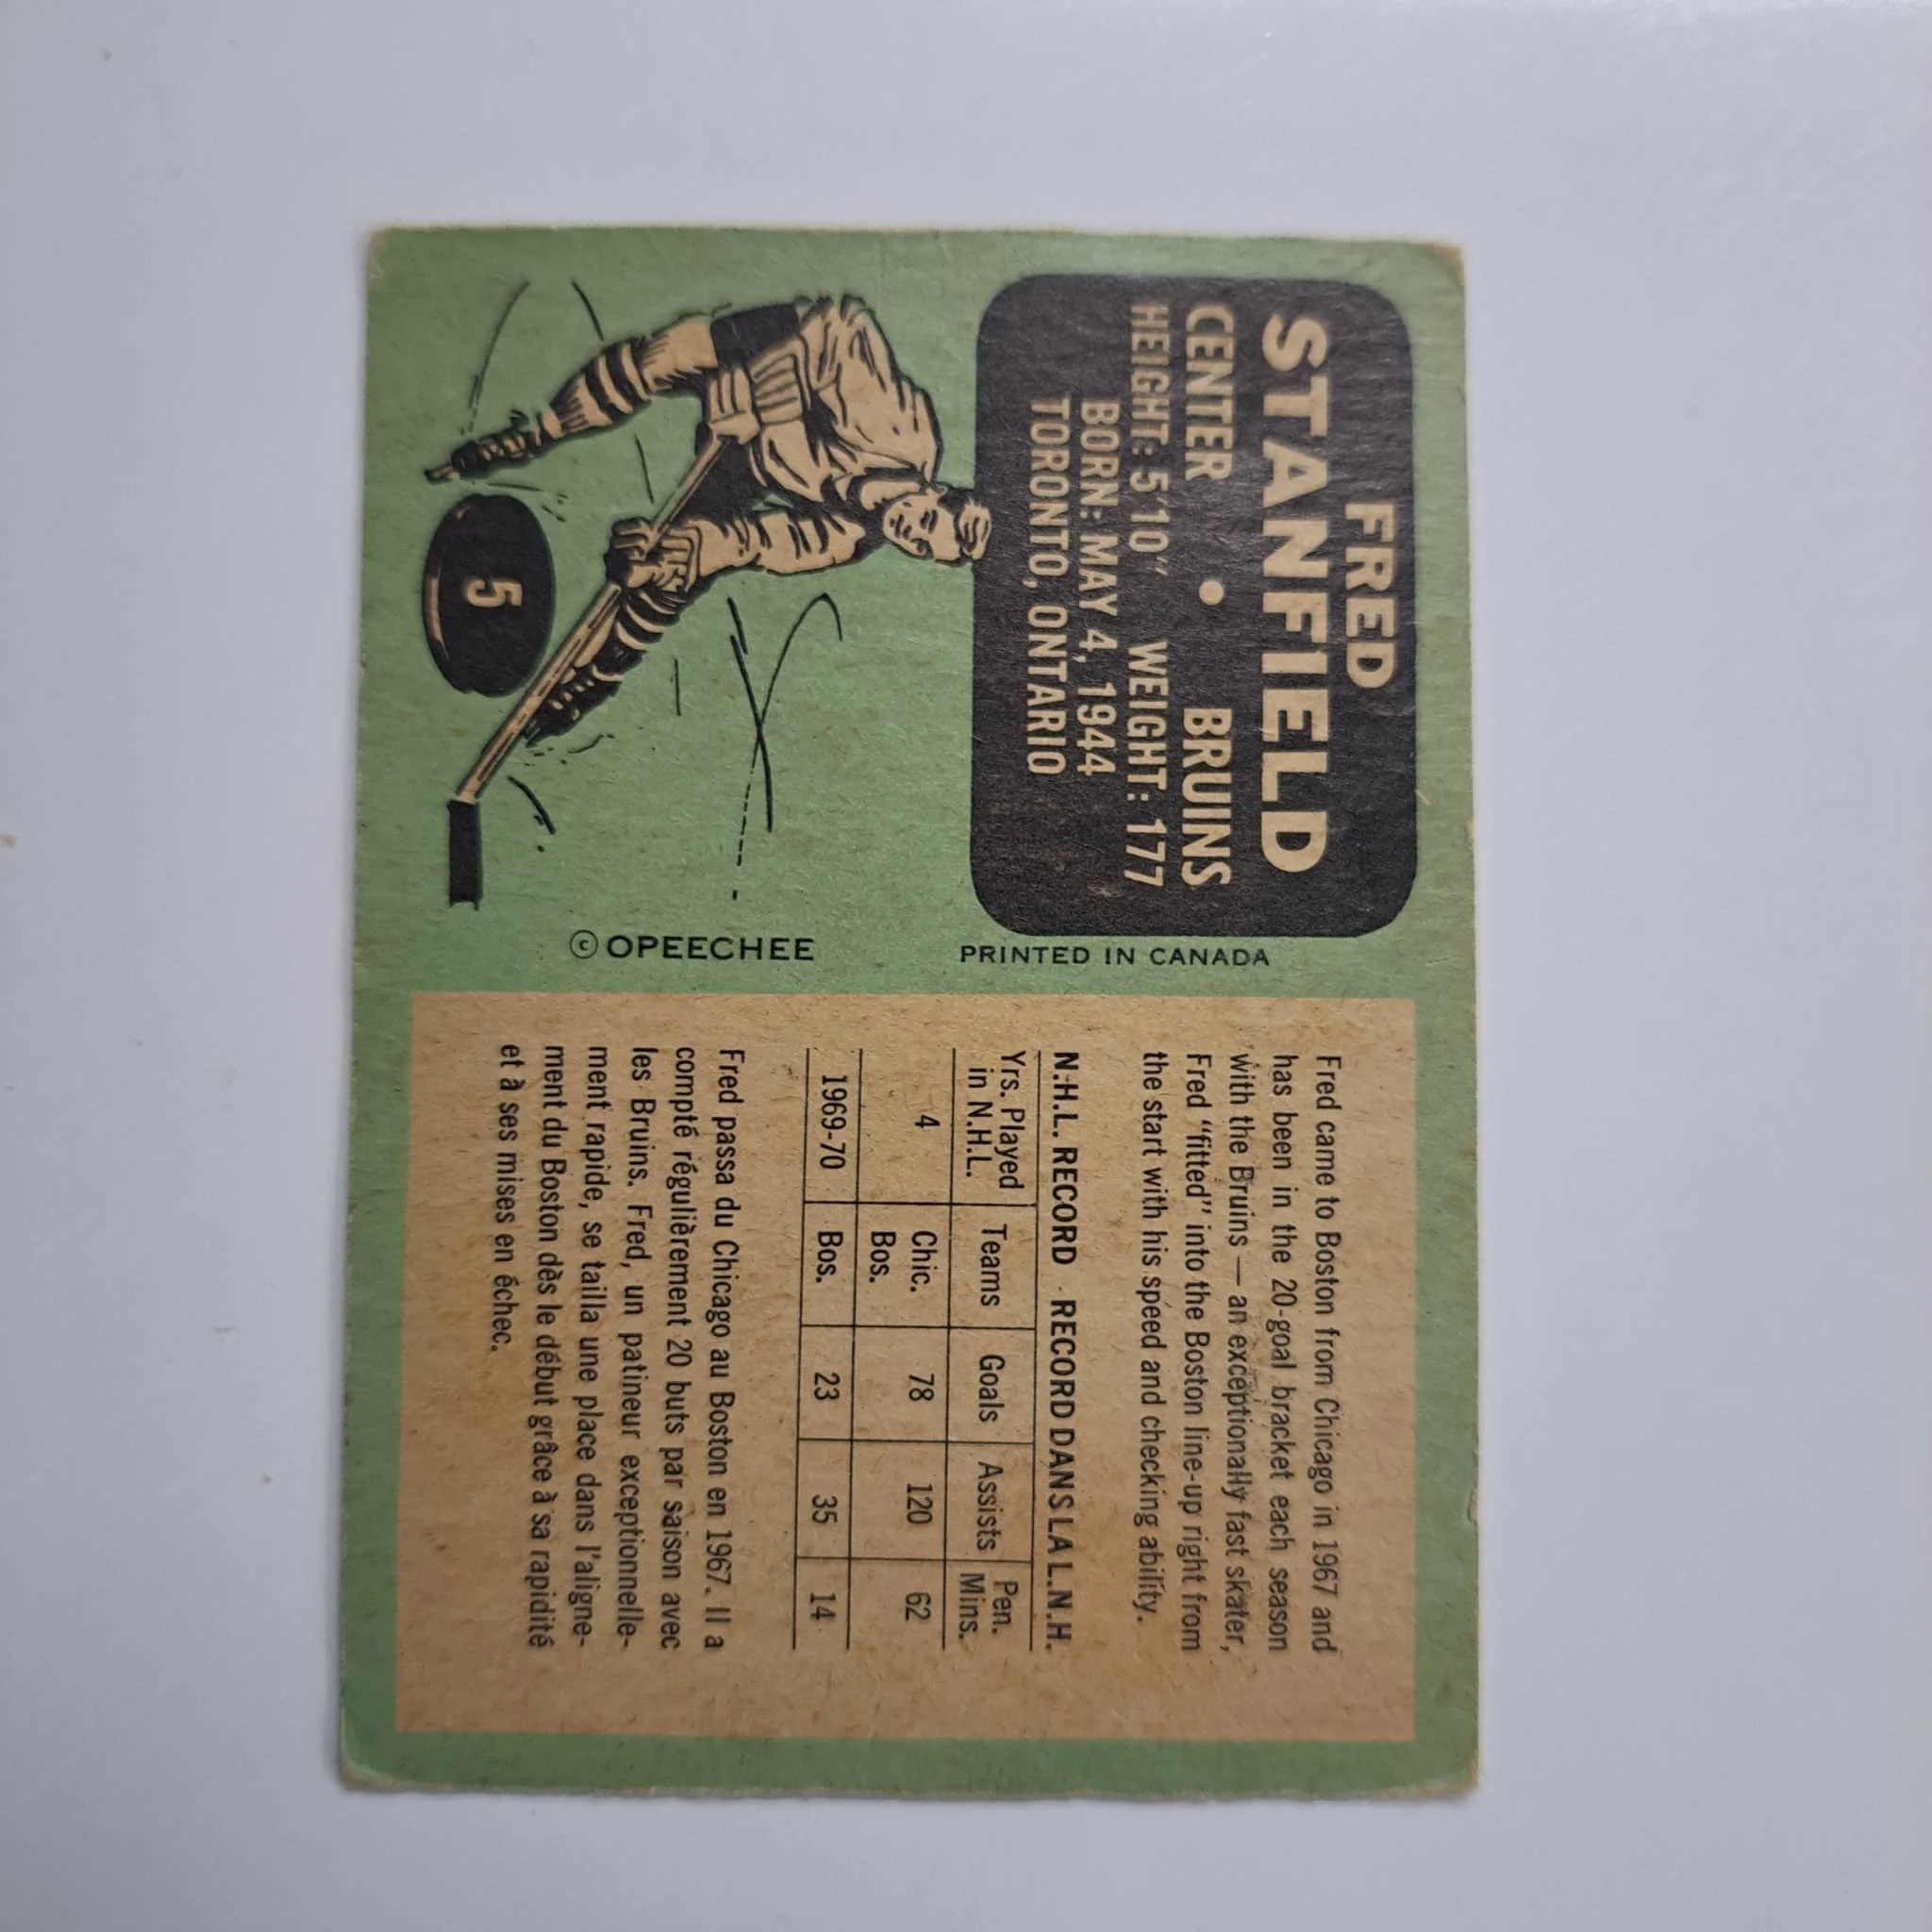 FRED
STANFIELD
CENTER • BRUINS
HEIGHT: 5'10" WEIGHT: 177
BORN: MAY 4, 1944
TORONTO, ONTARIO
5
PRINTED IN CANADA
© OPEECHEE
Fred came to Boston from Chicago in 1967 and
has been in the 20-goal bracket each season
with the Bruins — an exceptionally fast skater,
Fred "fitted" into the Boston line-up right from
the start with his speed and checking ability.
N.H.L. RECORD · RECORD DANS LA L.N.H.
Yrs. Played in N.H.L. Teams Goals Assists Pen. Mins.
4 Chic. 78 120 62
Bos.
1969-70 Bos. 23 35 14
Fred passa du Chicago au Boston en 1967. Il a
compté régulièrement 20 buts par saison avec
les Bruins. Fred, un patineur exceptionnelle-
ment rapide, se tailla une place dans l'aligne-
ment du Boston dès le début grâce à sa rapidité
et à ses mises en échec.